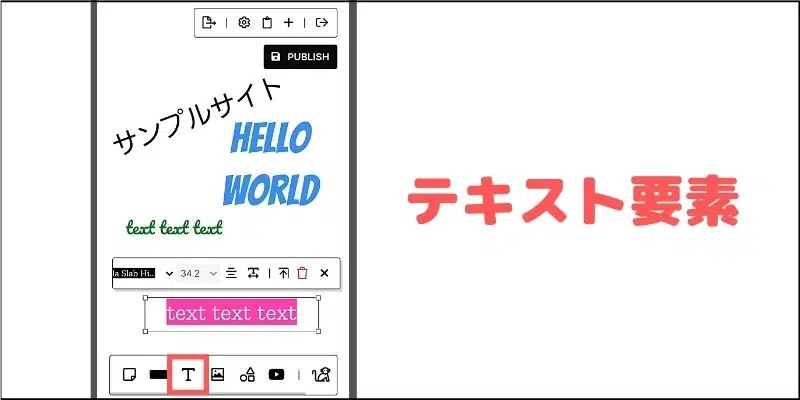 PUBLISH
サンプルサイト
HELLO
WORLD
text text text
la Slab Hi...
34.2
text text text
テキスト要素